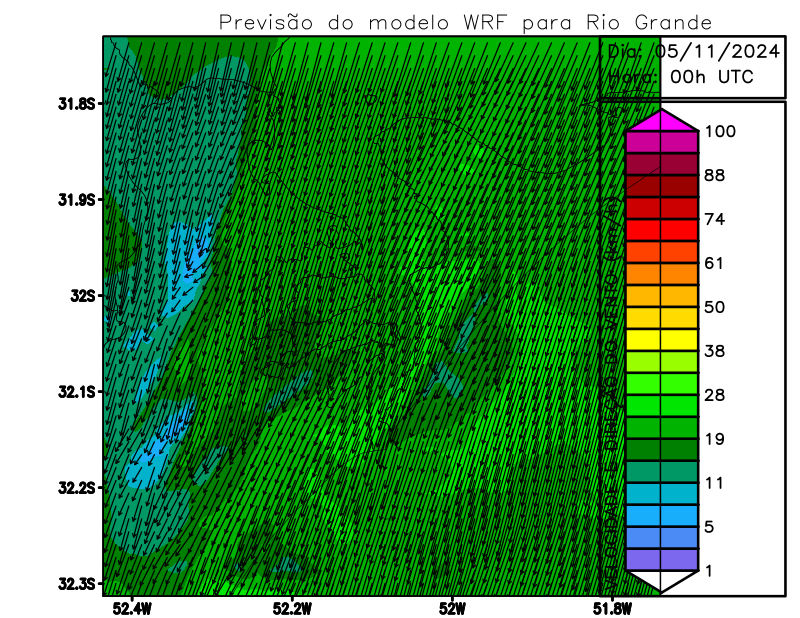 Previsão do modelo WRF para Rio Grande
Dia: 05/11/2024
Hora: 00h UTC
31.8S
31.9S
32S
32.1S
32.2S
32.3S
52.4W
52.2W
52W
51.8W
VELOCIDADE E DIREÇÃO DO VENTO (km/h)
100
88
74
61
50
38
28
19
11
5
1